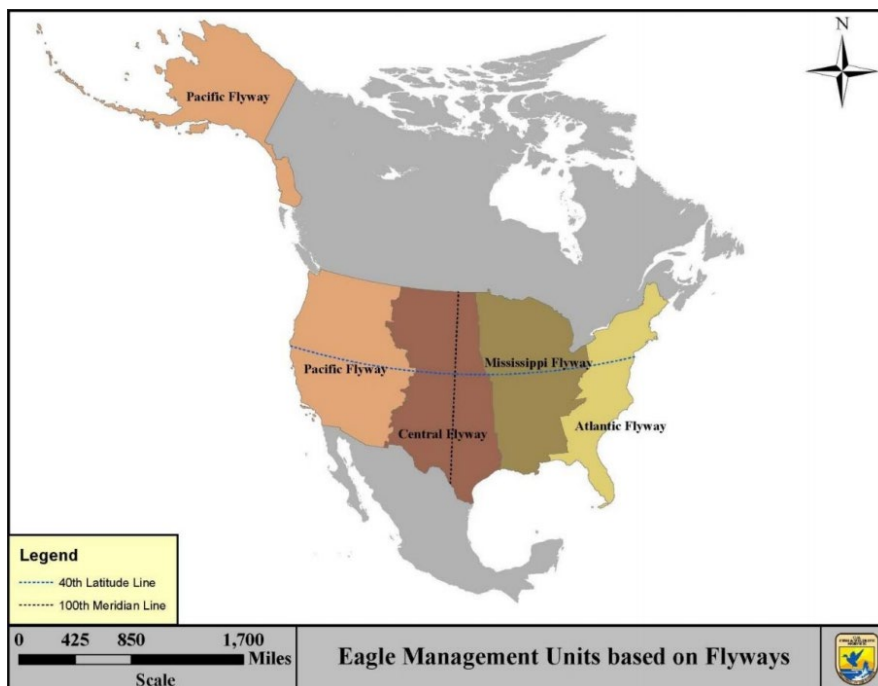 N
Pacific Flyway
Pacific Flyway
Mississippi Flyway
Central Flyway
Atlantic Flyway
Legend
40th Latitude Line
100th Meridian Line
0 425 850 1,700
Miles
Scale
Eagle Management Units based on Flyways